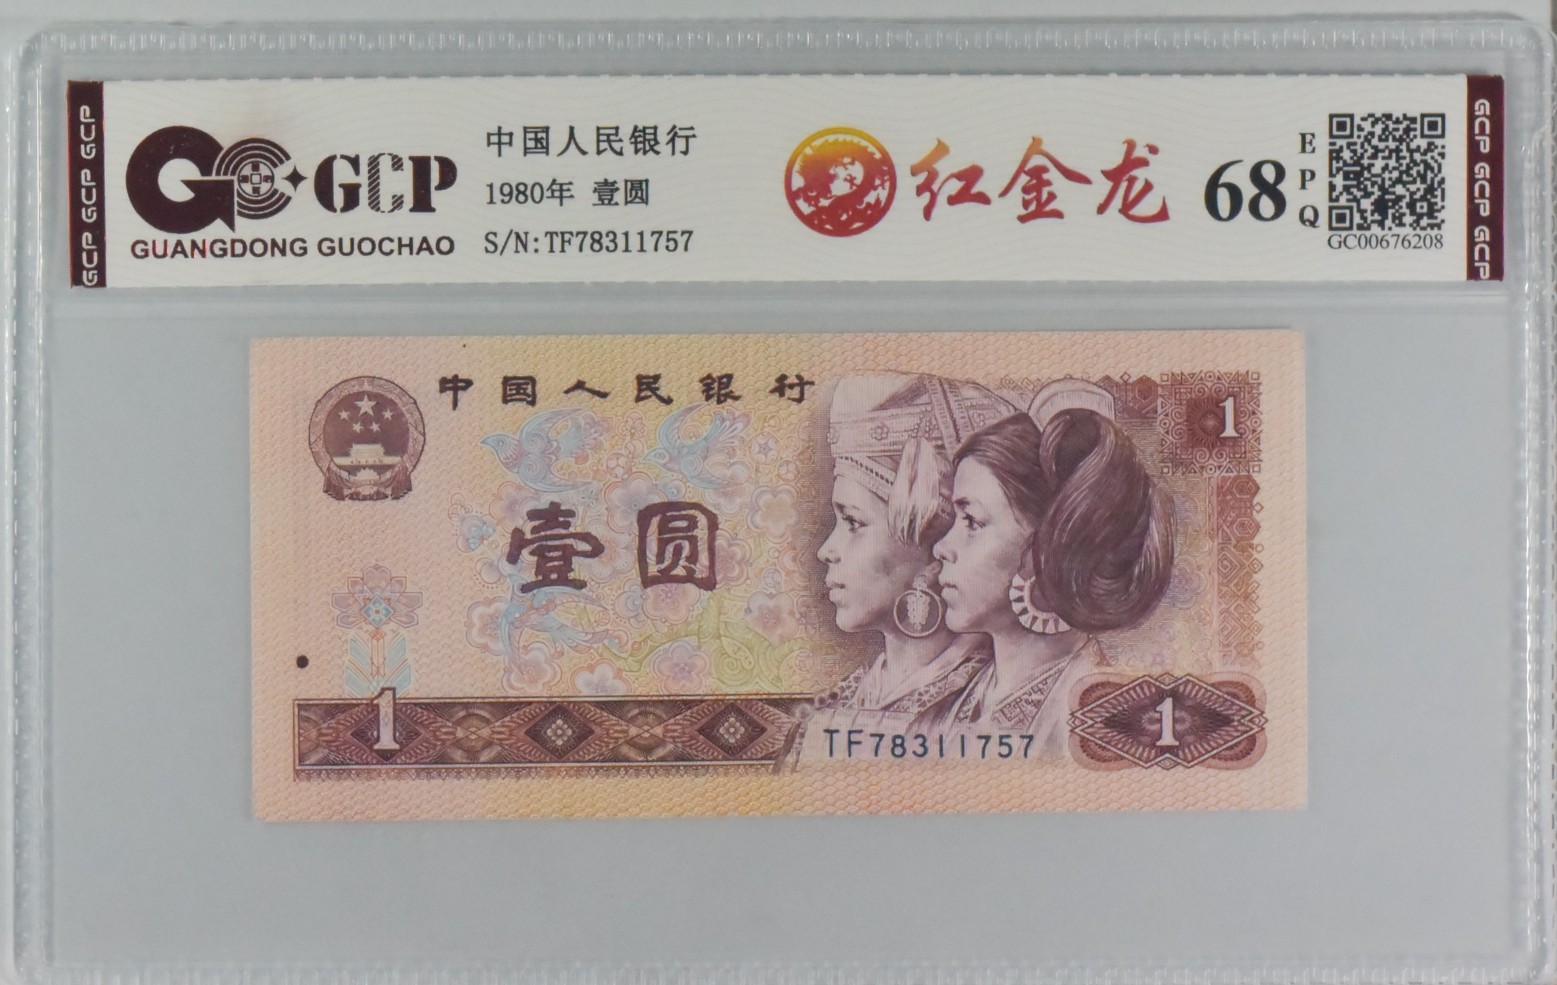 GCP GCP GCP
GCP
GUANGDONG GUOCHAO
中国人民银行
1980年 壹圆
S/N:TF78311757
红金龙
68
EPQ
GC00676208
GCP GCP GCP
中国人民银行
1
壹圆
1
TF78311757
1